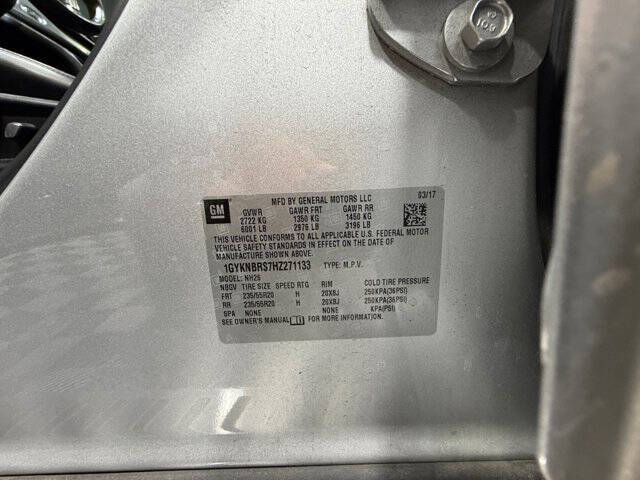 109
GM
MFD BY GENERAL MOTORS LLC
03/17
GVWR GAWR FRT GAWR RR
2722 KG 1350 KG 1450 KG
6001 LB 2976 LB 3196 LB
THIS VEHICLE CONFORMS TO ALL APPLICABLE U.S. FEDERAL MOTOR
VEHICLE SAFETY STANDARDS IN EFFECT ON THE DATE OF
MANUFACTURE SHOWN ABOVE.
1GYKNBRS7HZ271133 TYPE: M.P.V.
MODEL: NH26
NBGV TIRE SIZE SPEED RTG RIM COLD TIRE PRESSURE
FRT 235/55R20 H 20X8J 250KPA(36PSI)
RR 235/55R20 H 20X8J 250KPA(36PSI)
SPA NONE NONE KPA(PSI)
SEE OWNER'S MANUAL FOR MORE INFORMATION.